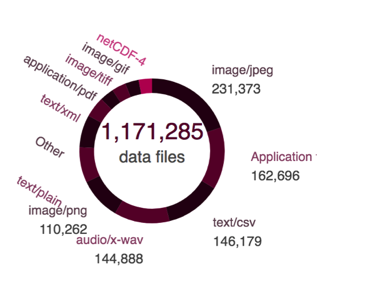 netCDF-4
image/gif
image/tiff
application/pdf
text/xml
Other
text/plain
image/png
110,262
audio/x-wav
144,888
text/csv
146,179
Application
162,696
image/jpeg
231,373
1,171,285
data files